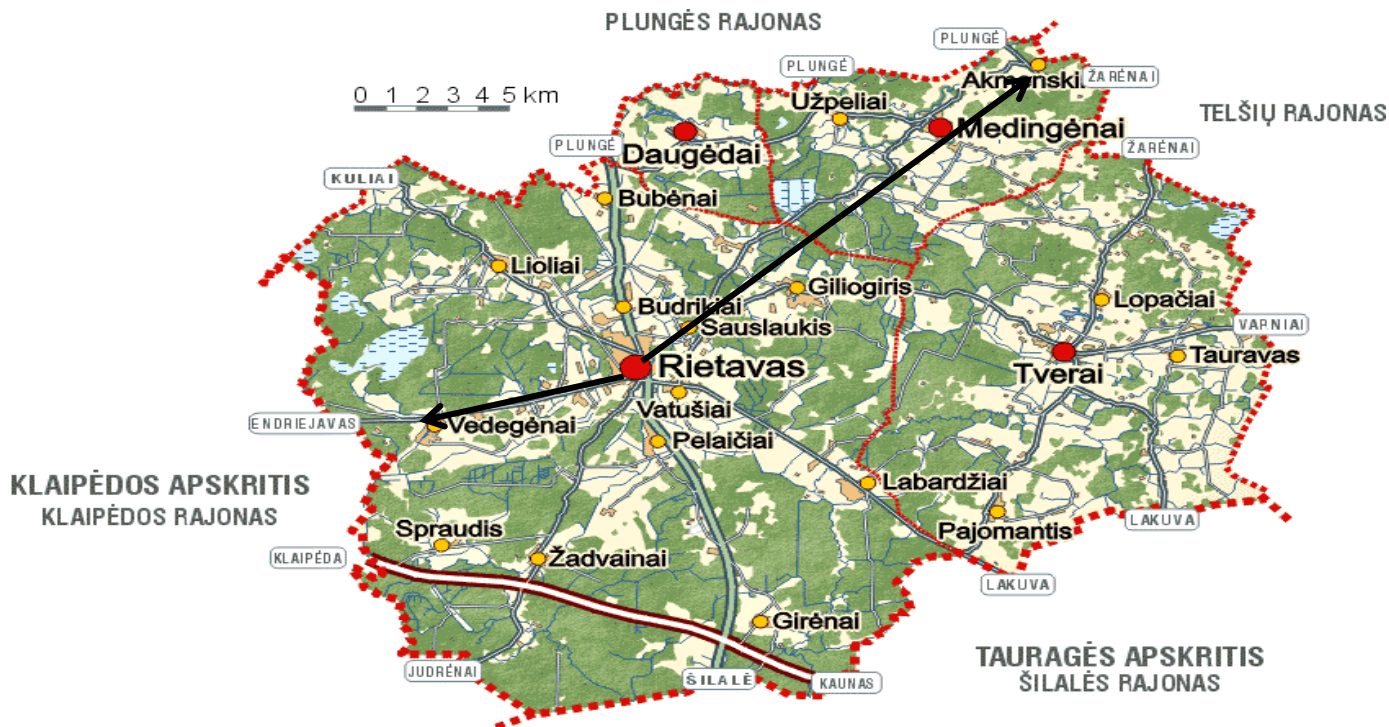 PLUNGĖS RAJONAS
PLUNGĖ
PLUNGĖ
Akmenski.
ŽARĖNAI
0 1 2 3 4 5 km
Užpeliai
TELŠIŲ RAJONAS
Medingėnai
PLUNGĖ
Daugėdai
ŽARĖNAI
KULIAI
Bubėnai
Lioliai
Giliogiris
Lopačiai
Budrikiai
Sauslaukis
VARNIAI
Tauravas
Rietavas
Tverai
Vatušiai
ENDRIEJAVAS
Vedegėnai
Pelaičiai
KLAIPĖDOS APSKRITIS
KLAIPĖDOS RAJONAS
Labardžiai
Pajomantis
LAKUVA
Spraudis
KLAIPĖDA
Žadvainai
LAKUVA
Girėnai
JUDRĖNAI
ŠILALĖ
KAUNAS
TAURAGĖS APSKRITIS
ŠILALĖS RAJONAS